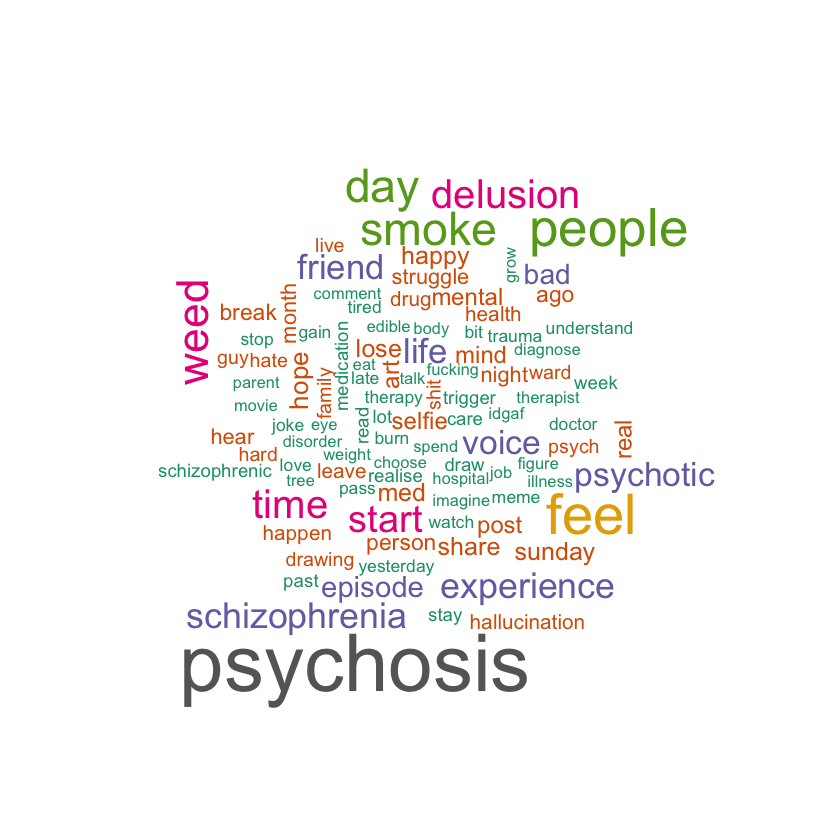 day delusion
smoke people
live
friend happy grow
struggle bad
weed month comment drug mental ago
break tired health
stop gain edible body bit trauma understand
guy hate medication lose life mind diagnose
parent hope family eat art fucking night ward
late talk shit week
movie therapy trigger therapist
joke eye read lot selfie care idgaf doctor
hear disorder burn voice real
hard weight spend psych
schizophrenic love leave choose draw figure psychotic
tree realise hospital job illness
pass med imagine meme
time start watch post feel
happen person share sunday
drawing yesterday
past episode experience
schizophrenia stay hallucination
psychosis